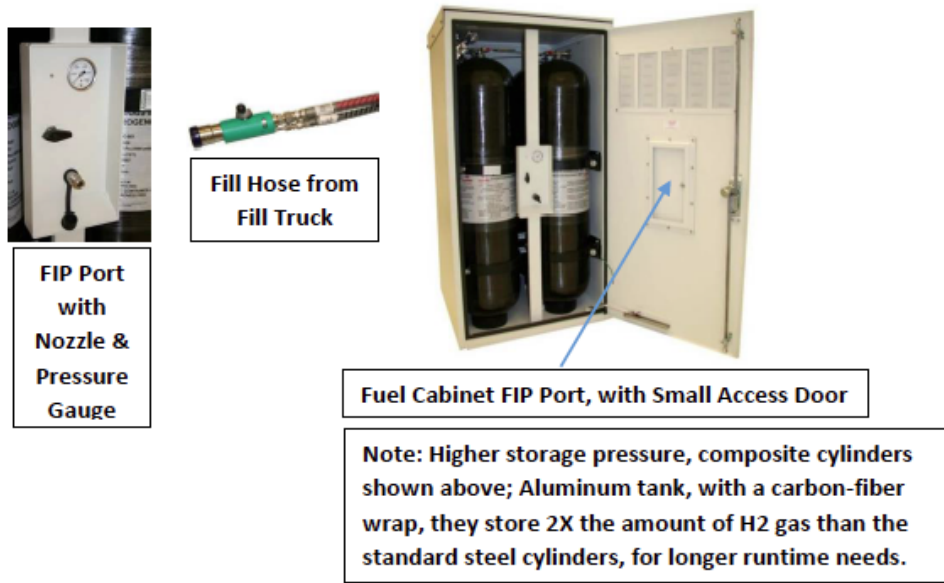 FIP Port
with
Nozzle &
Pressure
Gauge
Fill Hose from
Fill Truck
Fuel Cabinet FIP Port, with Small Access Door
Note: Higher storage pressure, composite cylinders
shown above; Aluminum tank, with a carbon-fiber
wrap, they store 2X the amount of H2 gas than the
standard steel cylinders, for longer runtime needs.